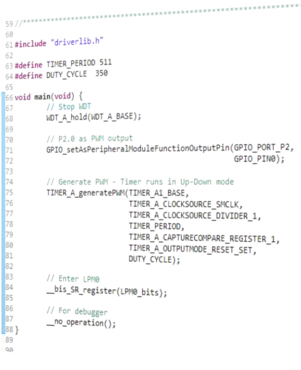 59 //************************************
60
61 #include "driverlib.h"
62
63 #define TIMER_PERIOD 511
64 #define DUTY_CYCLE 350
65
66 void main(void) {
67 // Stop WDT
68 WDT_A_hold(WDT_A_BASE);
69
70 // P2.0 as PWM output
71 GPIO_setAsPeripheralModuleFunctionOutputPin(GPIO_PORT_P2,
72 GPIO_PIN0);
73
74 // Generate PWM - Timer runs in Up-Down mode
75 TIMER_A_generatePWM(TIMER_A1_BASE,
76 TIMER_A_CLOCKSOURCE_SMCLK,
77 TIMER_A_CLOCKSOURCE_DIVIDER_1,
78 TIMER_PERIOD,
79 TIMER_A_CAPTURECOMPARE_REGISTER_1,
80 TIMER_A_OUTPUTMODE_RESET_SET,
81 DUTY_CYCLE);
82
83 // Enter LPM0
84 __bis_SR_register(LPM0_bits);
85
86 // For debugger
87 __no_operation();
88 }
89
90